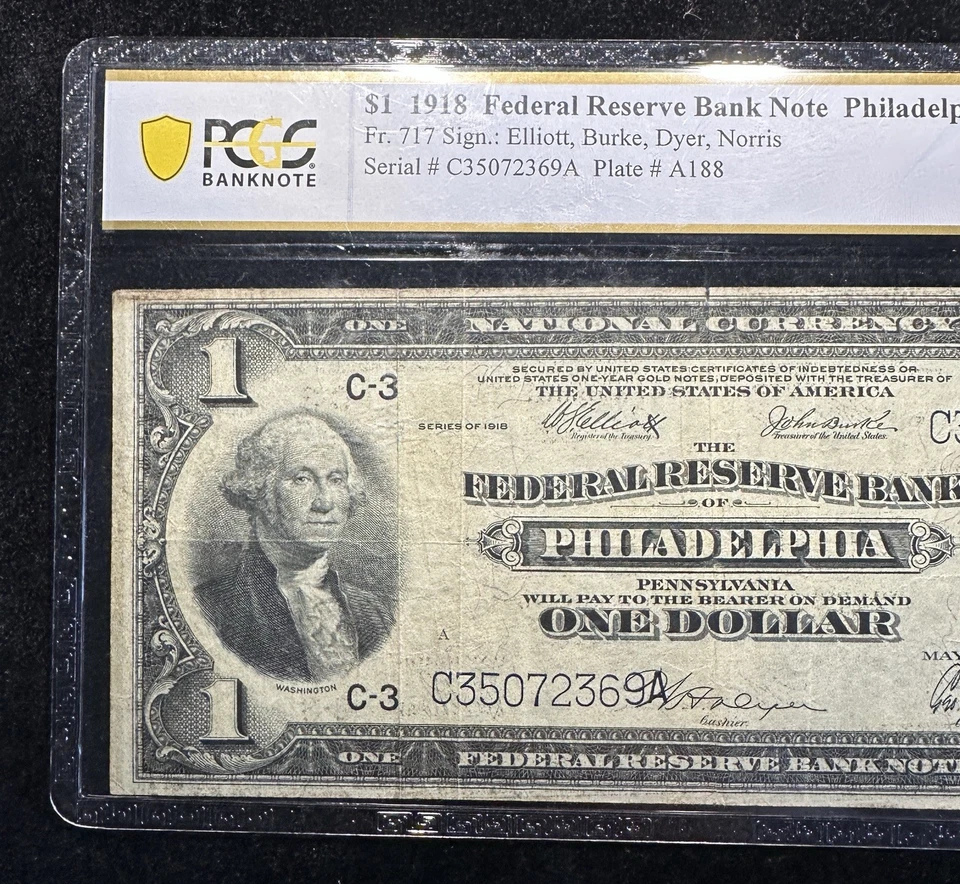 $1 1918 Federal Reserve Bank Note Philadelp
Fr. 717 Sign.: Elliott, Burke, Dyer, Norris
Serial # C35072369A Plate # A188
PCGS
BANKNOTE
ONE NATIONAL CURRENCY
1
SECURED BY UNITED STATES CERTIFICATES OF INDEBTEDNESS OR
UNITED STATES ONE-YEAR GOLD NOTES, DEPOSITED WITH THE TREASURER OF
THE UNITED STATES OF AMERICA
C-3
SERIES OF 1918
Register of the Treasury
John Burke
Treasurer of the United States.
C3
THE
FEDERAL RESERVE BANK
OF
PHILADELPHIA
PENNSYLVANIA
WILL PAY TO THE BEARER ON DEMAND
ONE DOLLAR
A
MAY
WASHINGTON
C-3
C35072369A
Cashier
1
ONE FEDERAL RESERVE BANK NOTE